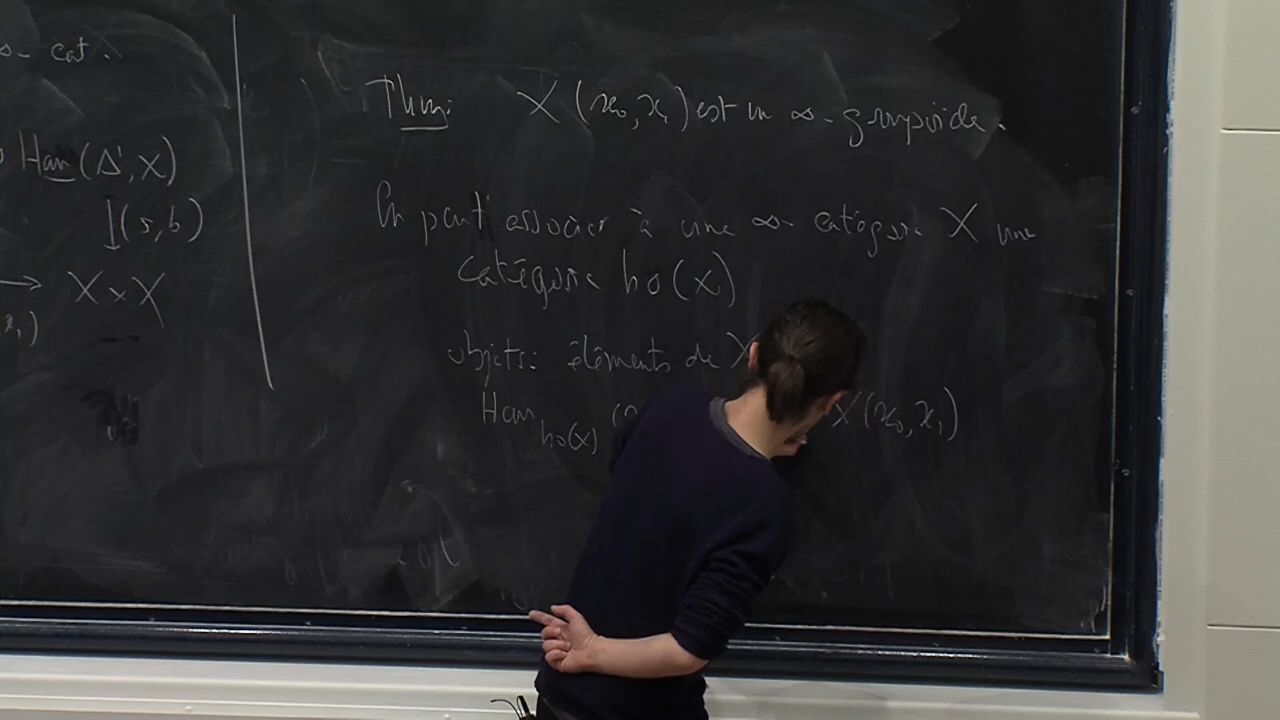 s- cat.
Hom(Δ¹, X)
↓(s, b)
→ X × X
Thm: X(x₀, x₁) est un ∞-groupoïde.
On peut associer à une ∞-catégorie X une
catégorie ho(X)
objets: éléments de X
Hom_ho(X) ( X(x₀, x₁)